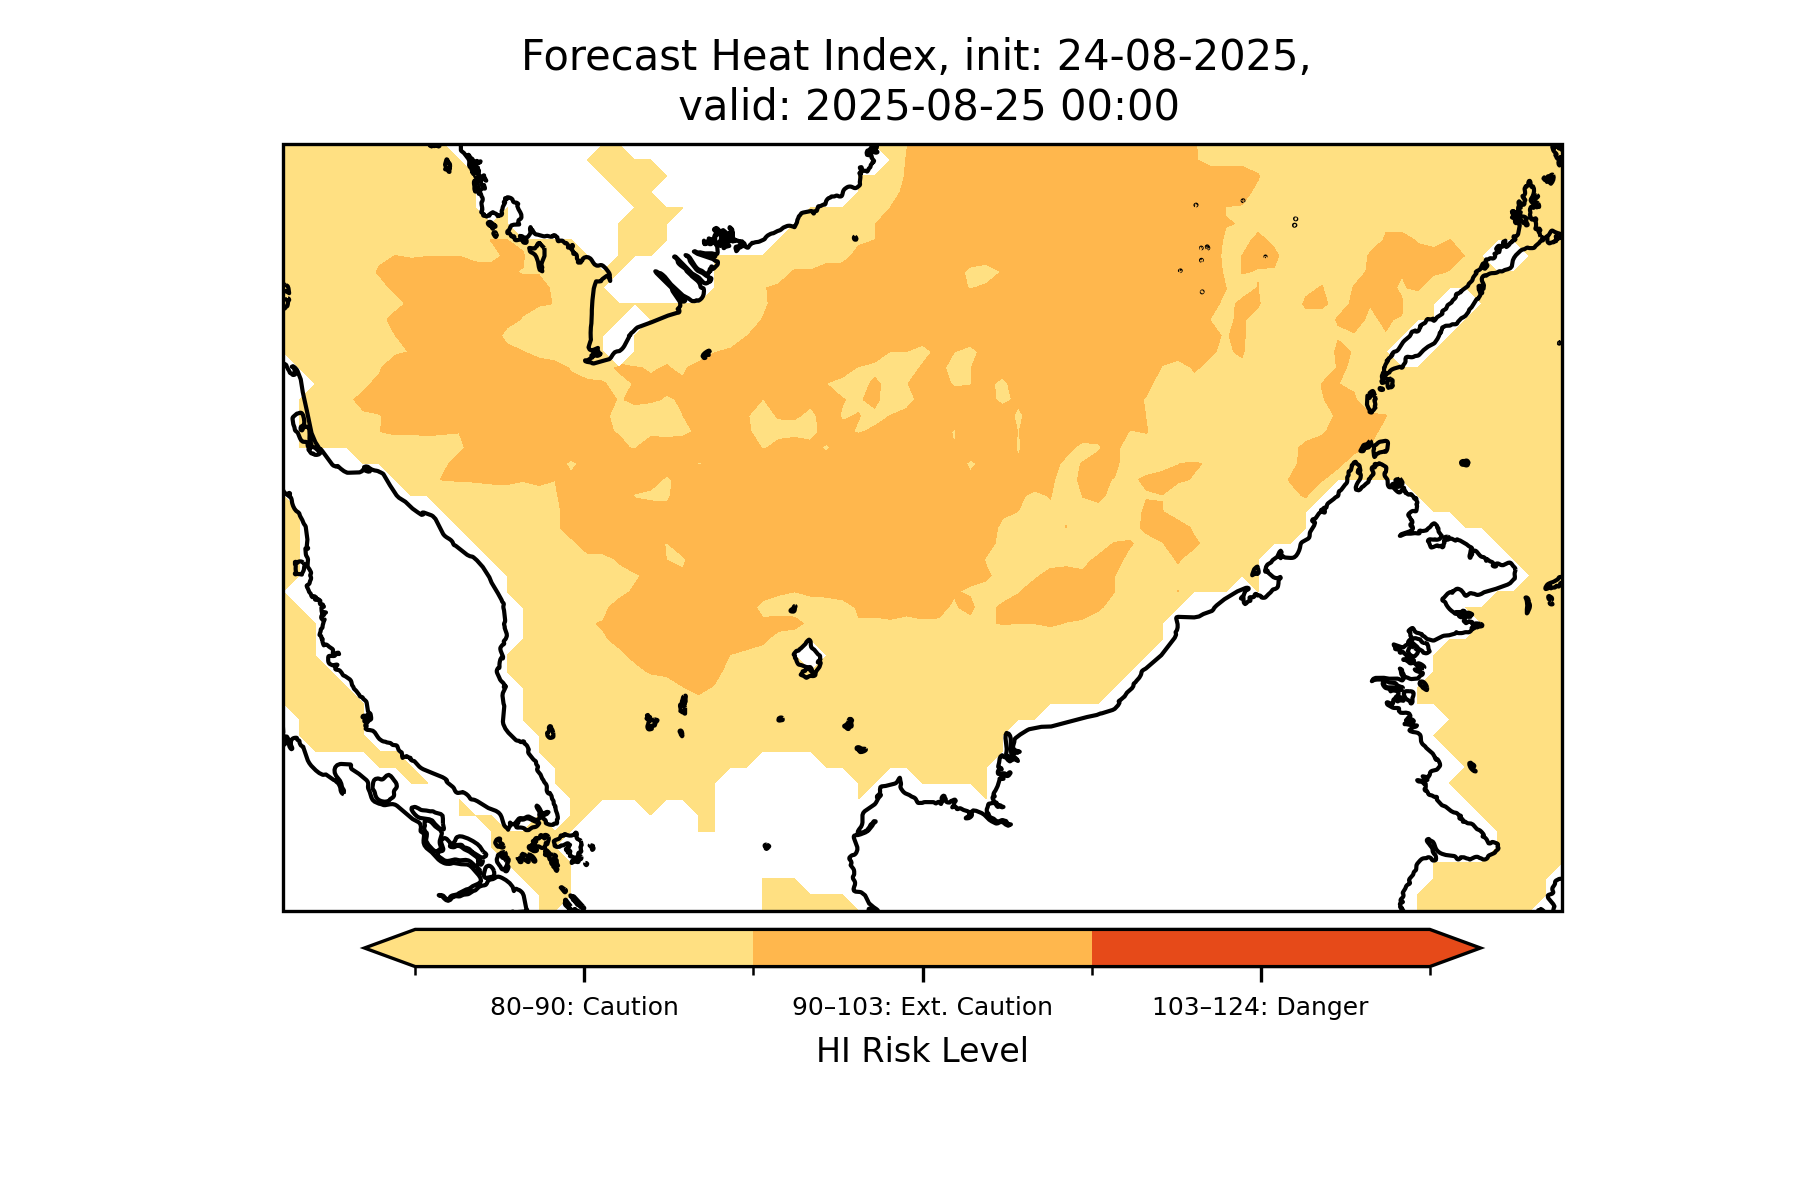 Forecast Heat Index, init: 24-08-2025,
valid: 2025-08-25 00:00
80–90: Caution
90–103: Ext. Caution
103–124: Danger
HI Risk Level